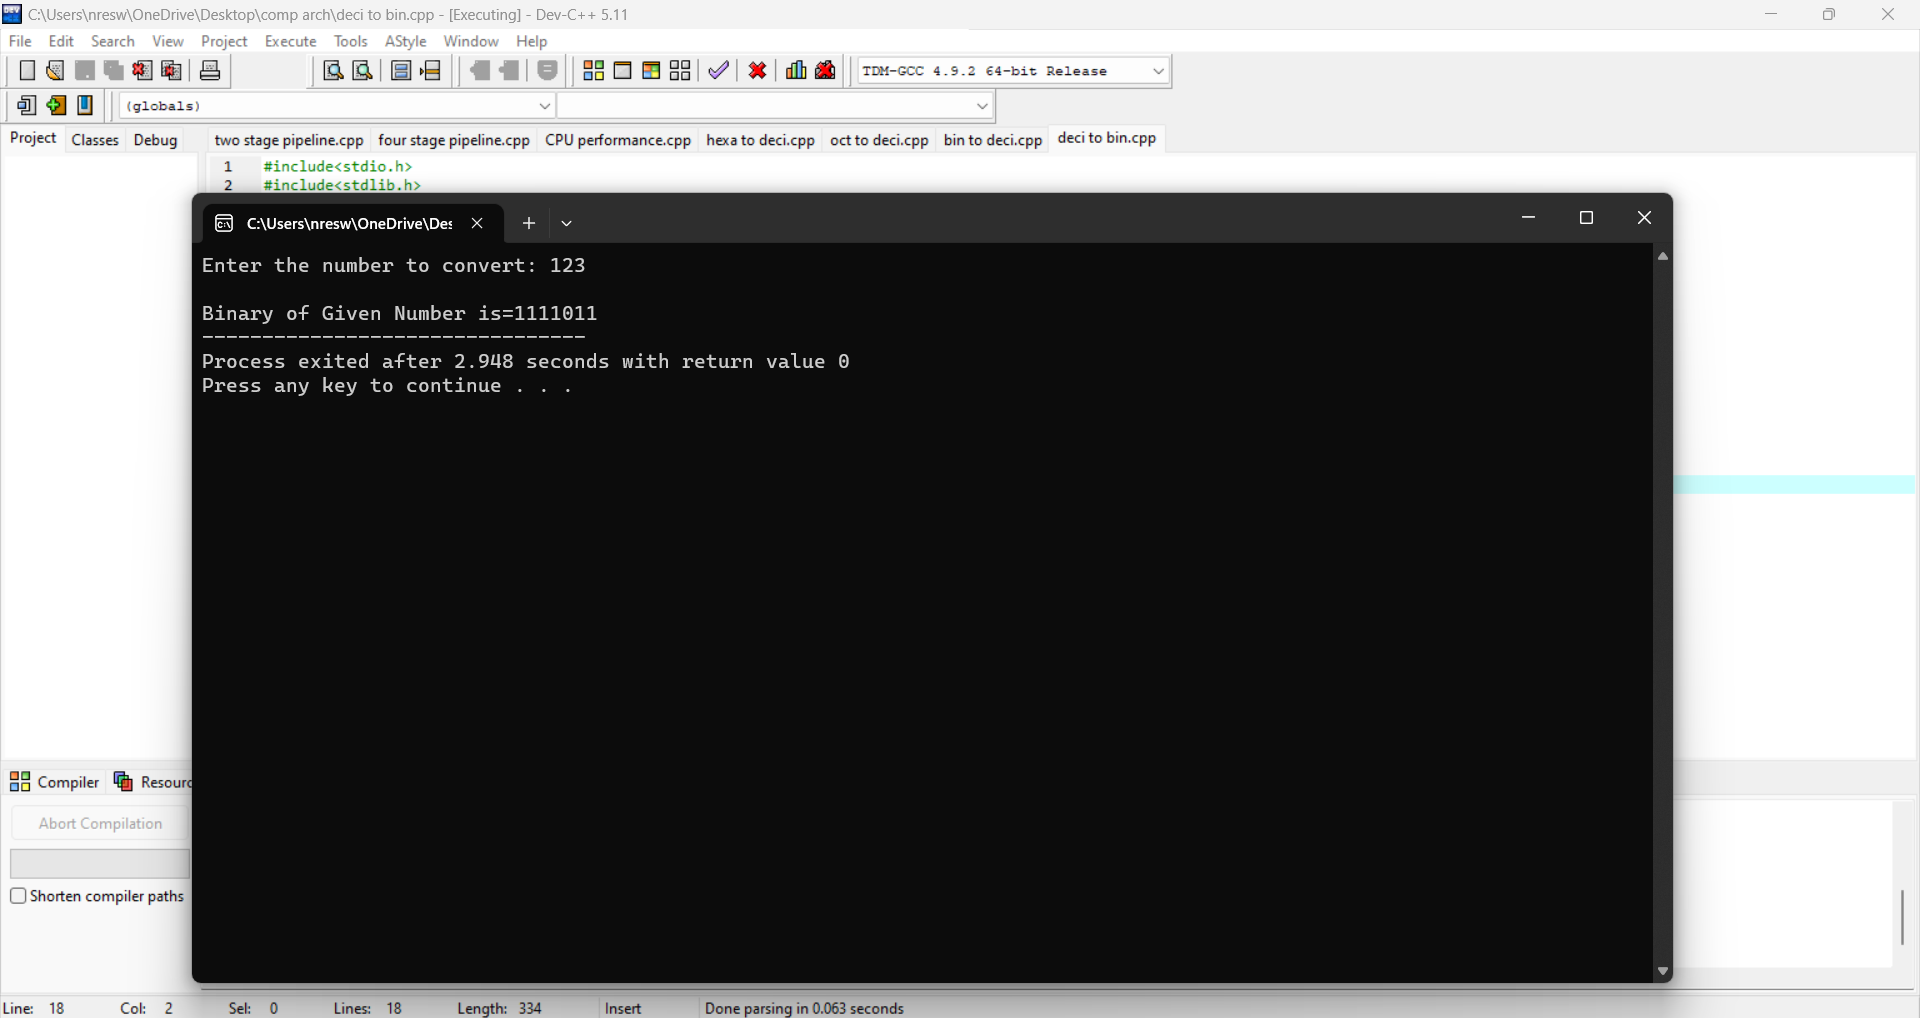 C:\Users\nresw\OneDrive\Desktop\comp arch\deci to bin.cpp - [Executing] - Dev-C++ 5.11
File Edit Search View Project Execute Tools AStyle Window Help
TDM-GCC 4.9.2 64-bit Release
(globals)
Project Classes Debug two stage pipeline.cpp four stage pipeline.cpp CPU performance.cpp hexa to deci.cpp oct to deci.cpp bin to deci.cpp deci to bin.cpp
1 #include<stdio.h>
2 #include<stdlib.h>
C:\Users\nresw\OneDrive\Des
Enter the number to convert: 123
Binary of Given Number is=1111011
--------------------------------
Process exited after 2.948 seconds with return value 0
Press any key to continue . . .
Compiler Resourc
Abort Compilation
Shorten compiler paths
Line: 18 Col: 2 Sel: 0 Lines: 18 Length: 334 Insert Done parsing in 0.063 seconds